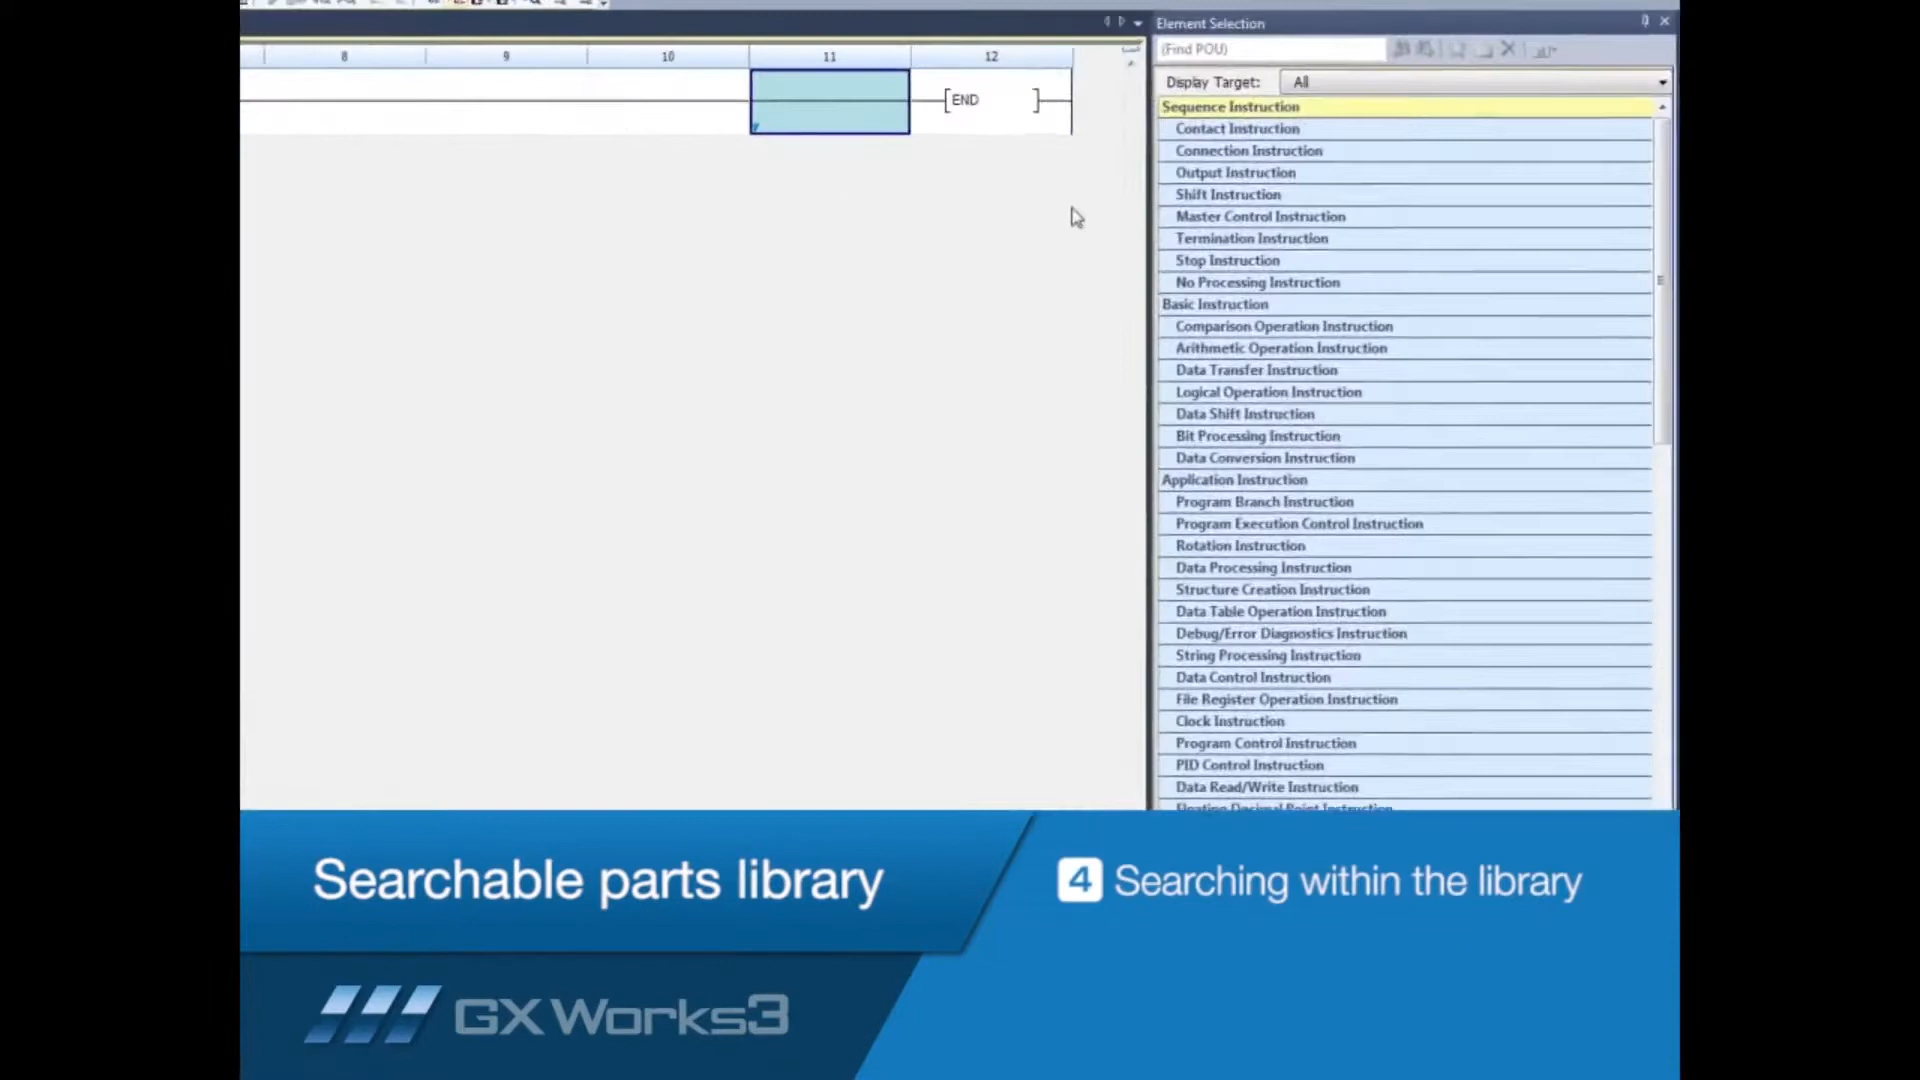 Element Selection
(Find POU)
8 9 10 11 12
END
Display Target: All
Sequence Instruction
Contact Instruction
Connection Instruction
Output Instruction
Shift Instruction
Master Control Instruction
Termination Instruction
Stop Instruction
No Processing Instruction
Basic Instruction
Comparison Operation Instruction
Arithmetic Operation Instruction
Data Transfer Instruction
Logical Operation Instruction
Data Shift Instruction
Bit Processing Instruction
Data Conversion Instruction
Application Instruction
Program Branch Instruction
Program Execution Control Instruction
Rotation Instruction
Data Processing Instruction
Structure Creation Instruction
Data Table Operation Instruction
Debug/Error Diagnostics Instruction
String Processing Instruction
Data Control Instruction
File Register Operation Instruction
Clock Instruction
Program Control Instruction
PID Control Instruction
Data Read/Write Instruction
Floating Decimal Point Instruction
Searchable parts library
4 Searching within the library
GX Works3